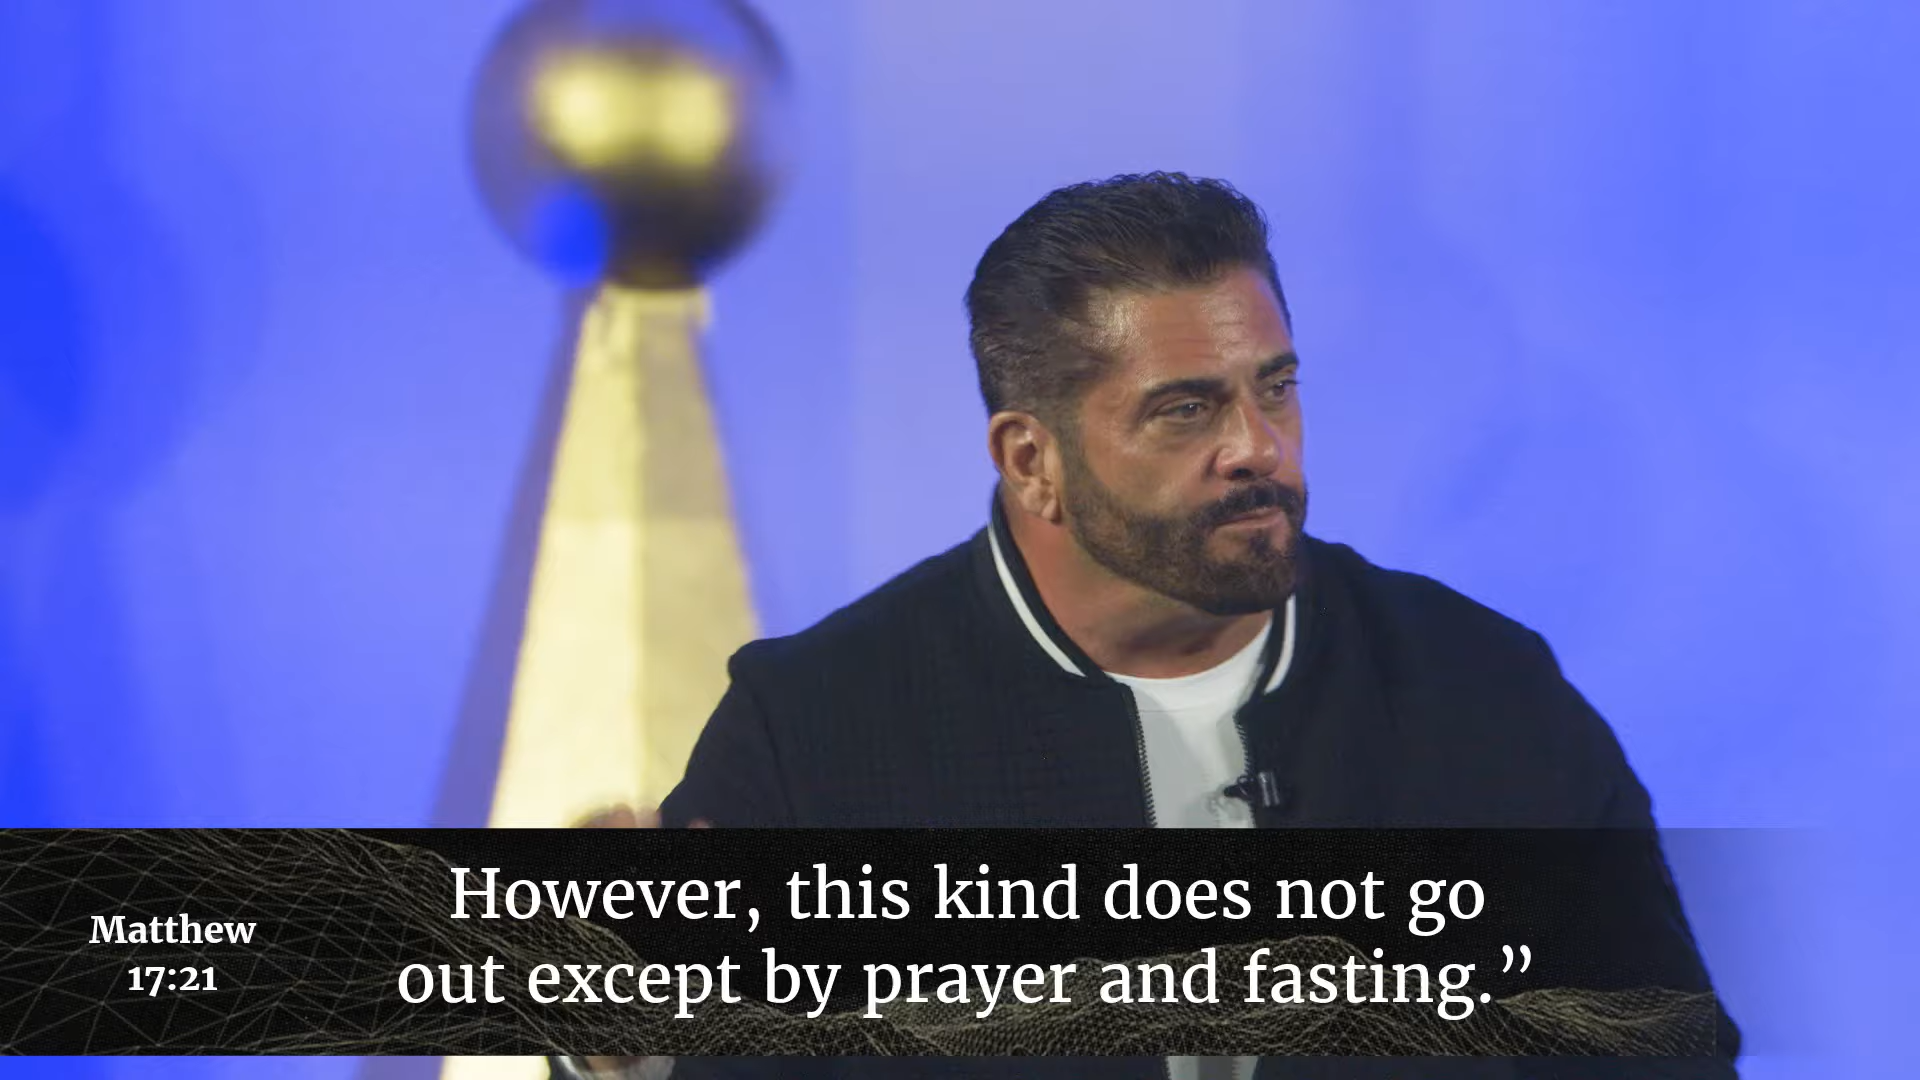 Matthew
17:21
However, this kind does not go
out except by prayer and fasting.”